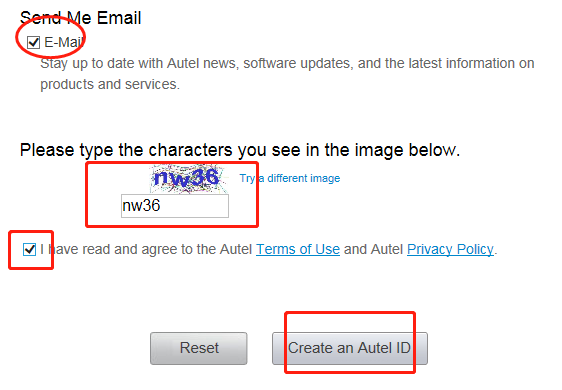 Send Me Email
E-Mail
Stay up to date with Autel news, software updates, and the latest information on
products and services.
Please type the characters you see in the image below.
nw36 Try a different image
nw36
I have read and agree to the Autel Terms of Use and Autel Privacy Policy.
Reset Create an Autel ID